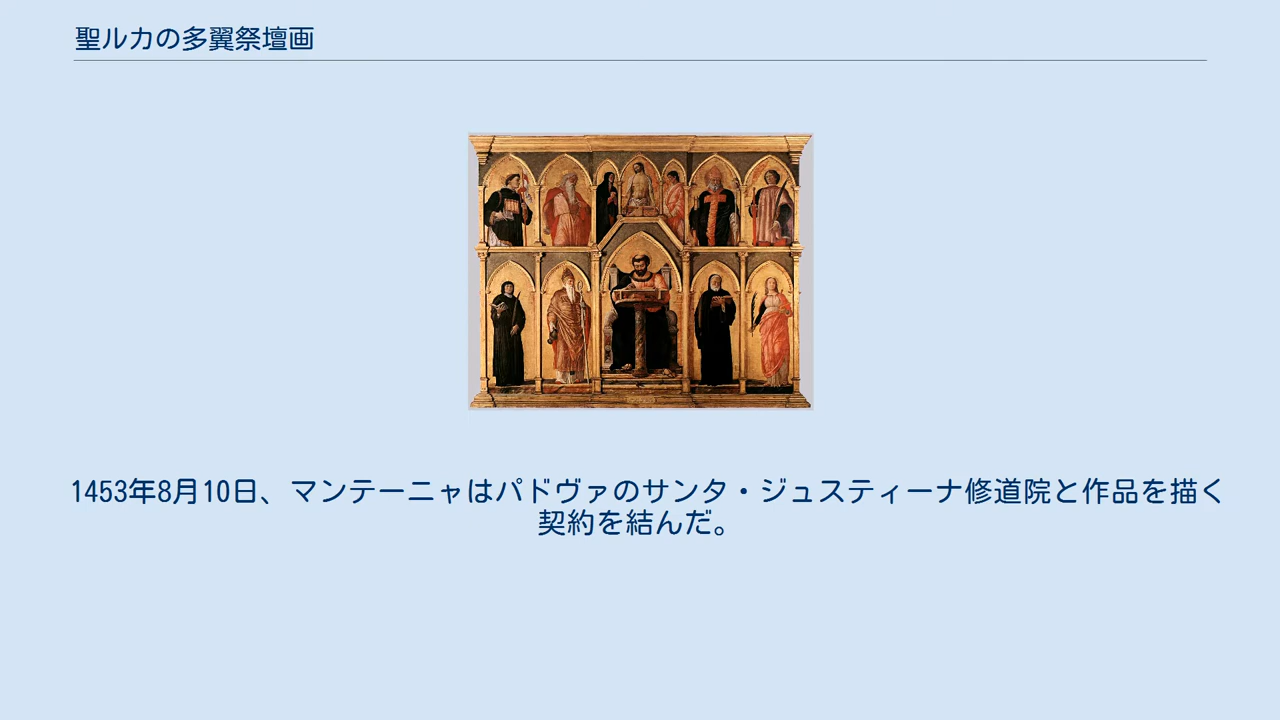 聖ルカの多翼祭壇画
1453年8月10日、マンテーニャはパドヴァのサンタ・ジュスティーナ修道院と作品を描く
契約を結んだ。